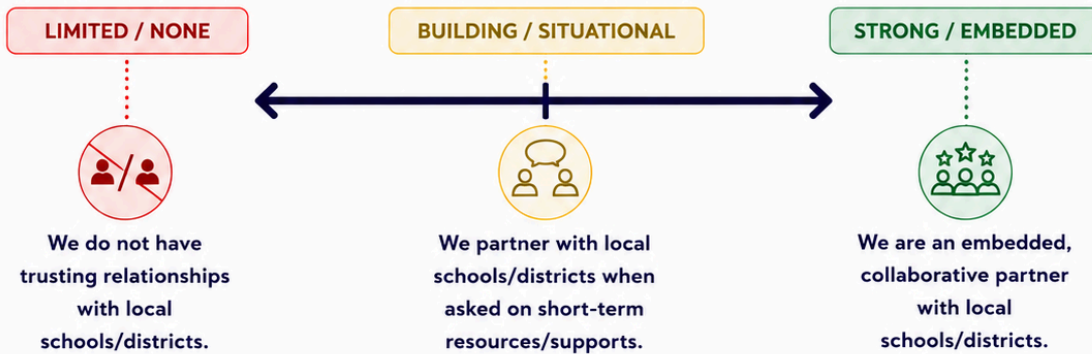 LIMITED / NONE
BUILDING / SITUATIONAL
STRONG / EMBEDDED
We do not have
trusting relationships
with local
schools/districts.
We partner with local
schools/districts when
asked on short-term
resources/supports.
We are an embedded,
collaborative partner
with local
schools/districts.